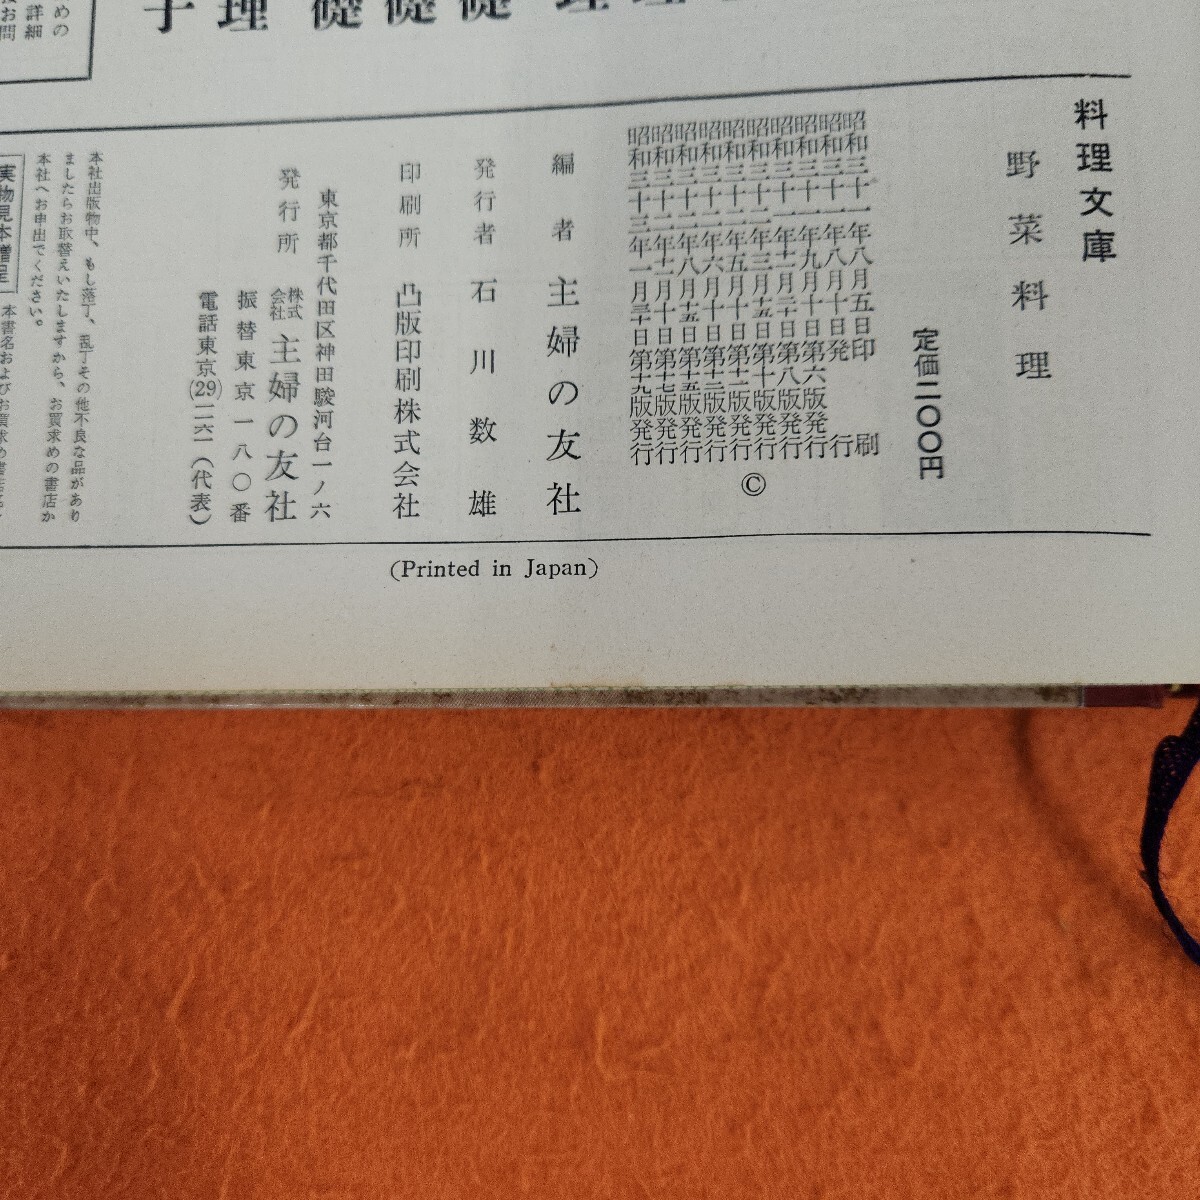 料理文庫
野菜料理
定価二〇〇円
昭和三十一年八月五日印刷
昭和三十一年八月十日発行
昭和三十一年九月十日第六版発行
昭和三十一年十二月二十日第八版発行
昭和三十二年三月十五日第十版発行
昭和三十二年五月十日第十一版発行
昭和三十二年六月十日第十二版発行
昭和三十二年八月十五日第十五版発行
昭和三十二年十二月十日第十七版発行
昭和三十三年一月三十日第十九版発行
©
編者 主婦の友社
発行者 石川数雄
印刷所 凸版印刷株式会社
東京都千代田区神田駿河台一ノ六
発行所 株式会社 主婦の友社
振替東京一八〇番
電話東京(29)二六一(代表)
本社出版物中、もし落丁、乱丁その他不良な品があり
ましたらお取替えいたしますから、お買求めの書店か
本社へお申出でください。
実物見本贈呈
(Printed in Japan)